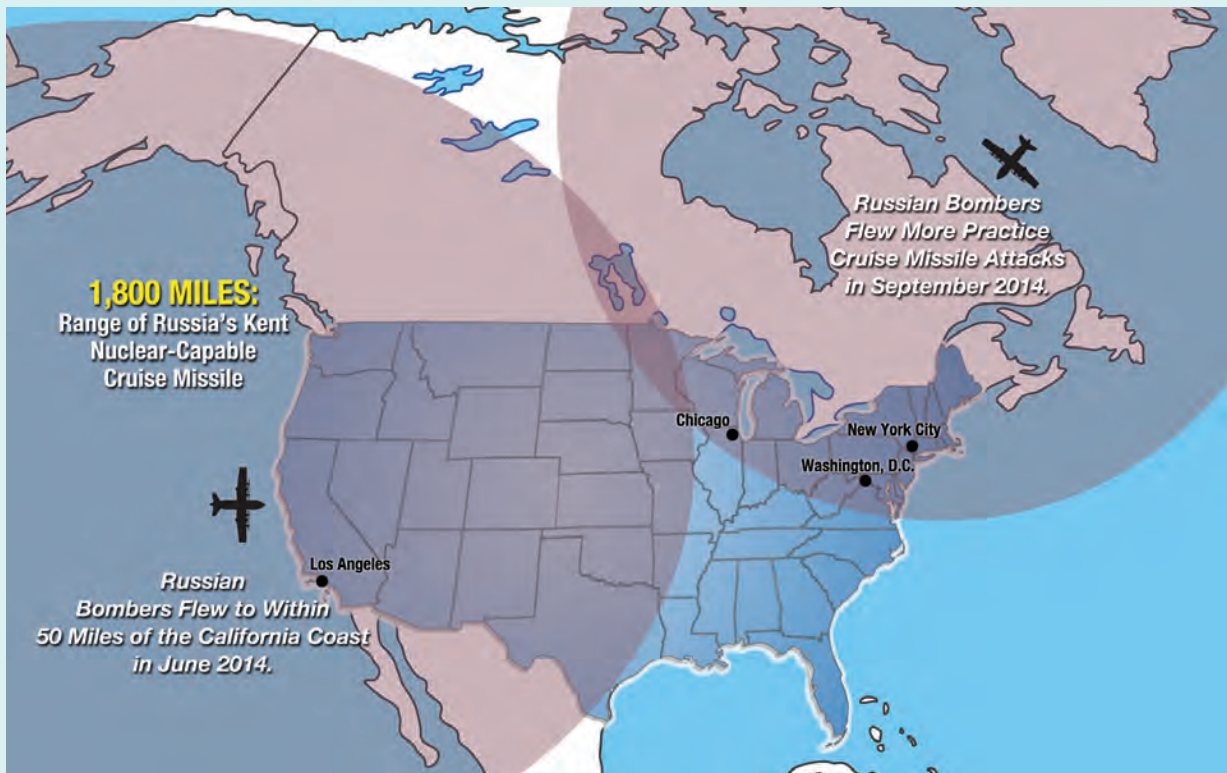 Russian Bombers
Flew More Practice
Cruise Missile Attacks
in September 2014.
1,800 MILES:
Range of Russia's Kent
Nuclear-Capable
Cruise Missile
Chicago
New York City
Washington, D.C.
Los Angeles
Russian
Bombers Flew to Within
50 Miles of the California Coast
in June 2014.